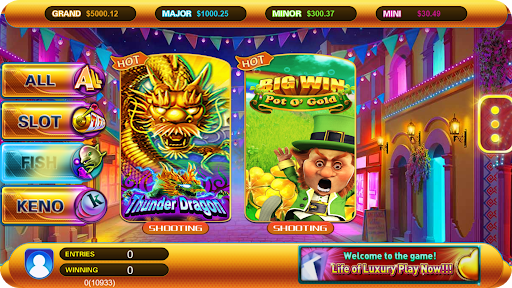 GRAND $5000.12 MAJOR $1000.25 MINOR $300.37 MINI $30.49
ALL
SLOT
FISH
KENO
HOT
Thunder Dragon
SHOOTING
HOT
BIG WIN
Pot O' Gold
SHOOTING
ENTRIES 0
WINNING 0
0(10933)
Welcome to the game!
Life of Luxury Play Now!!!